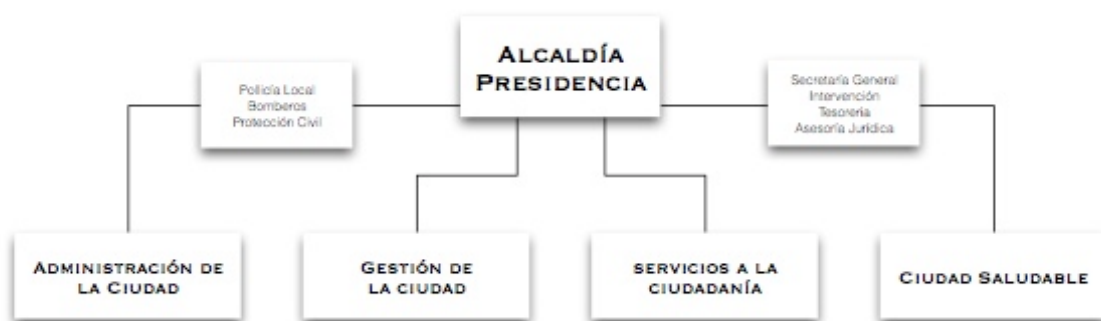 ALCALDÍA
PRESIDENCIA
Policía Local
Bomberos
Protección Civil
Secretaría General
Intervención
Tesorería
Asesoría Jurídica
ADMINISTRACIÓN DE
LA CIUDAD
GESTIÓN DE
LA CIUDAD
SERVICIOS A LA
CIUDADANÍA
CIUDAD SALUDABLE